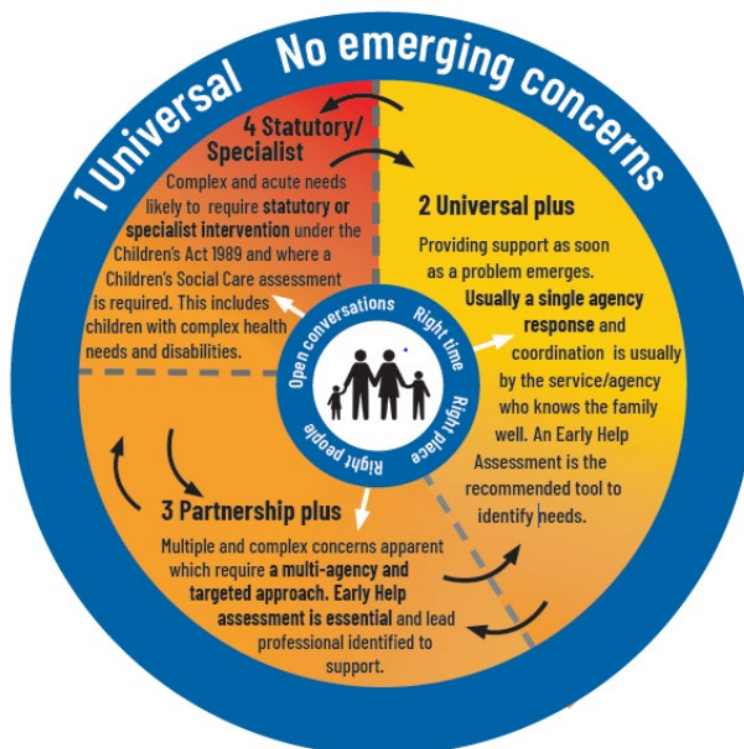 1 Universal No emerging concerns
4 Statutory/
Specialist
Complex and acute needs
likely to require statutory or
specialist intervention under the
Children's Act 1989 and where a
Children's Social Care assessment
is required. This includes
children with complex health
needs and disabilities.
2 Universal plus
Providing support as soon
as a problem emerges.
Usually a single agency
response and
coordination is usually
by the service/agency
who knows the family
well. An Early Help
Assessment is the
recommended tool to
identify needs.
Open conversations
Right time
Right place
Right people
3 Partnership plus
Multiple and complex concerns apparent
which require a multi-agency and
targeted approach. Early Help
assessment is essential and lead
professional identified to
support.